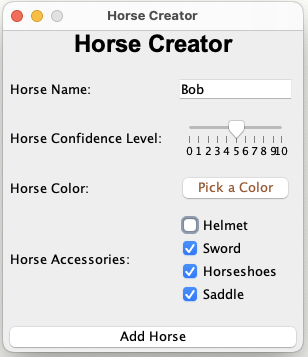 Horse Creator
Horse Creator
Horse Name: Bob
Horse Confidence Level:
0 1 2 3 4 5 6 7 8 9 10
Horse Color: Pick a Color
Helmet
Sword
Horse Accessories:
Horseshoes
Saddle
Add Horse